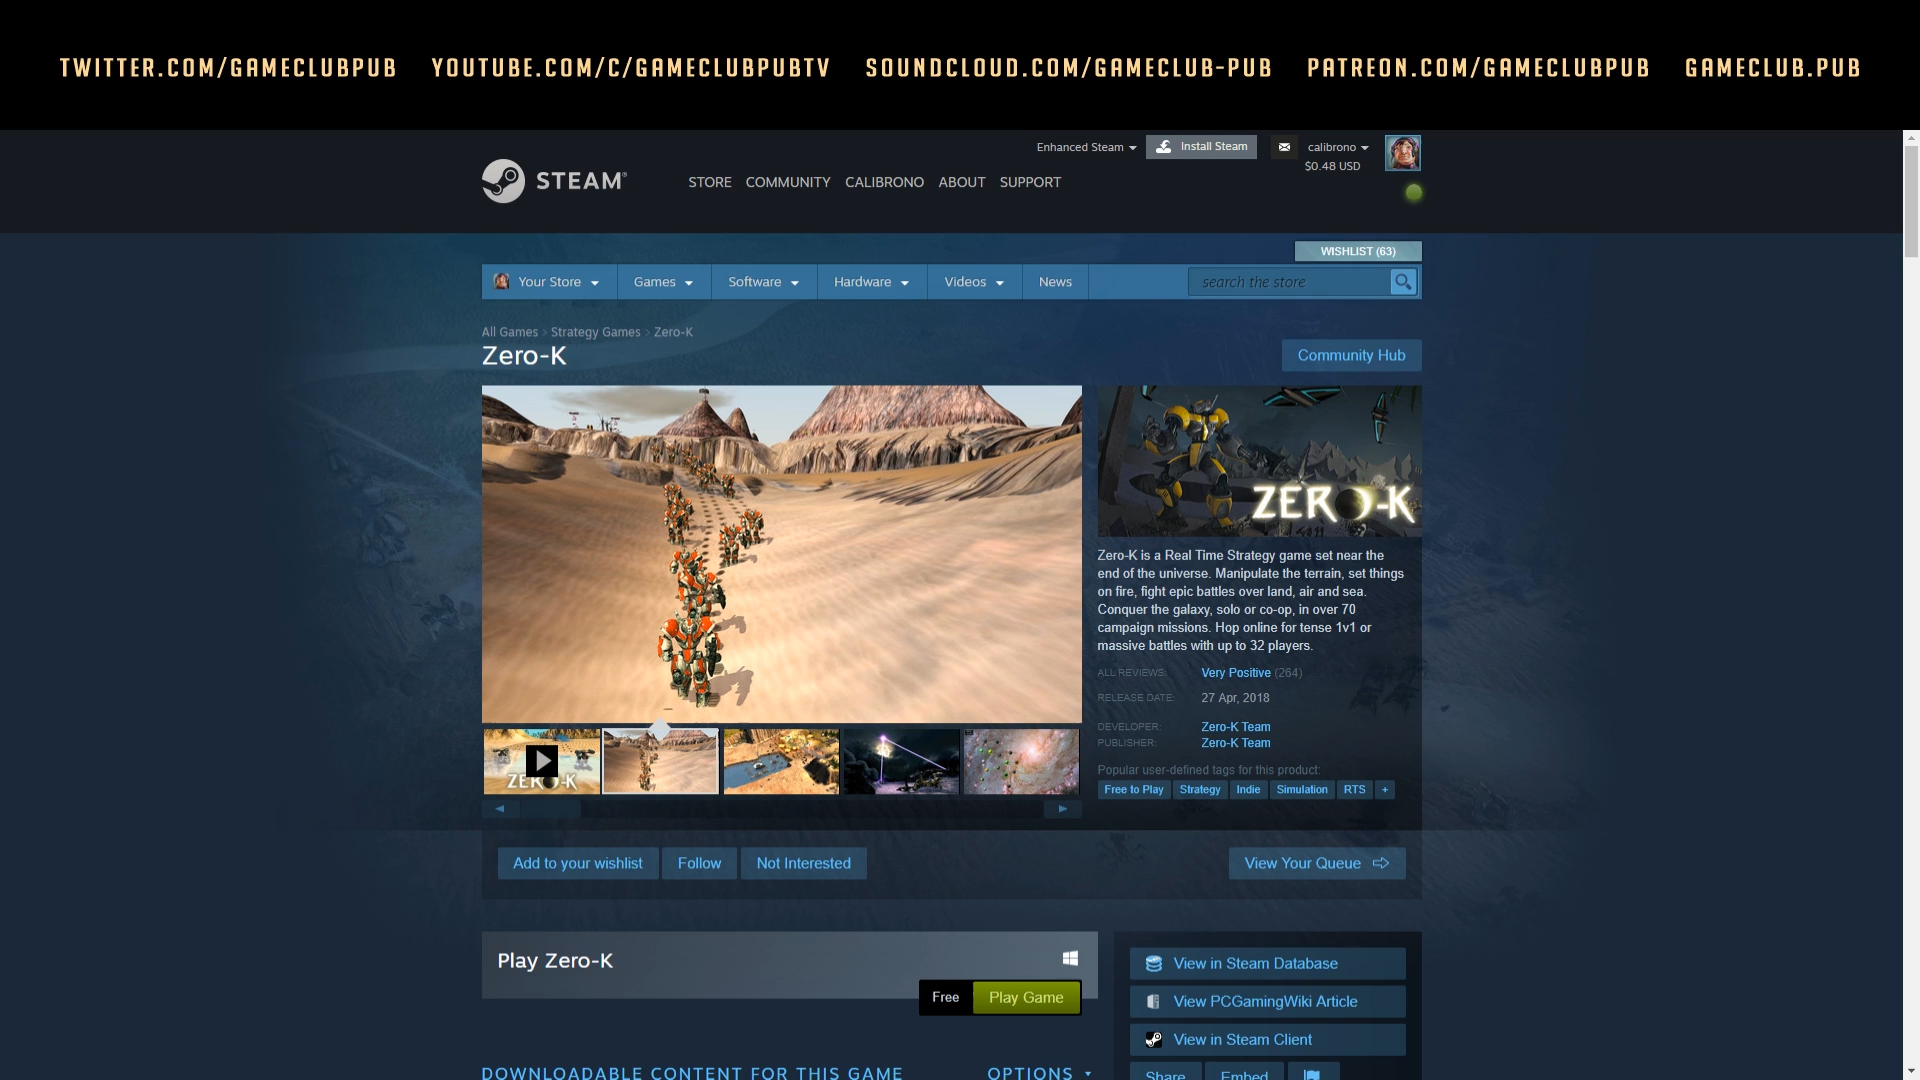 TWITTER.COM/GAMECLUBPUB YOUTUBE.COM/C/GAMECLUBPUBTV SOUNDCLOUD.COM/GAMECLUB-PUB PATREON.COM/GAMECLUBPUB GAMECLUB.PUB
Enhanced Steam Install Steam calibrono
$0.48 USD
STEAM® STORE COMMUNITY CALIBRONO ABOUT SUPPORT
WISHLIST (63)
Your Store Games Software Hardware Videos News search the store
All Games > Strategy Games > Zero-K
Zero-K
Community Hub
ZERO-K
Zero-K is a Real Time Strategy game set near the
end of the universe. Manipulate the terrain, set things
on fire, fight epic battles over land, air and sea.
Conquer the galaxy, solo or co-op, in over 70
campaign missions. Hop online for tense 1v1 or
massive battles with up to 32 players.
ALL REVIEWS: Very Positive (264)
RELEASE DATE: 27 Apr, 2018
DEVELOPER: Zero-K Team
PUBLISHER: Zero-K Team
Popular user-defined tags for this product:
Free to Play Strategy Indie Simulation RTS +
ZERO-K
Add to your wishlist Follow Not Interested View Your Queue
Play Zero-K
Free Play Game
View in Steam Database
View PCGamingWiki Article
View in Steam Client
Share Embed
DOWNLOADABLE CONTENT FOR THIS GAME OPTIONS